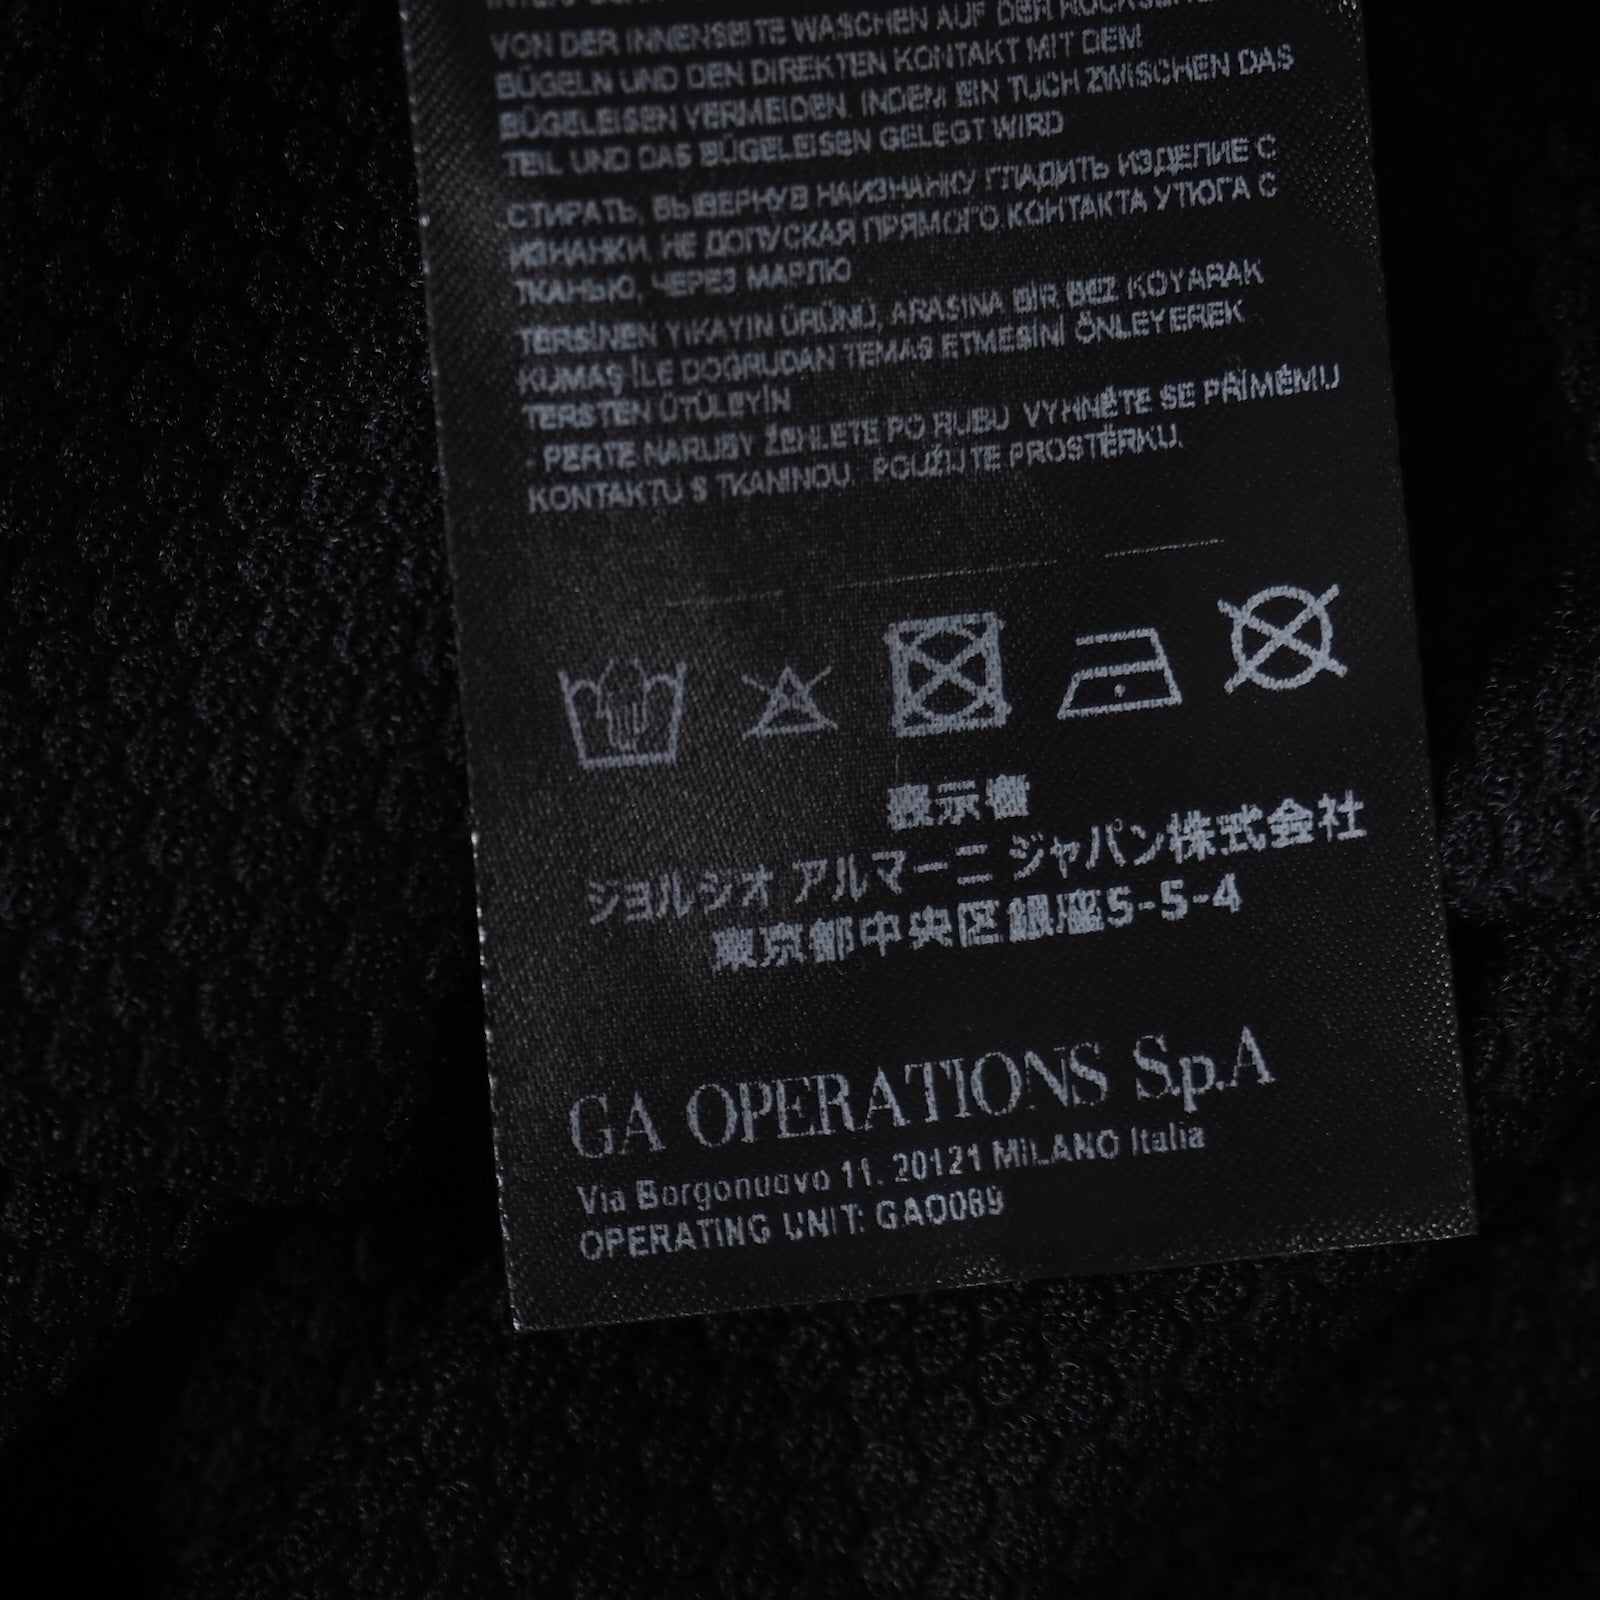 VON DER INNENSEITE WASCHEN AUF DER RÜCKSEITE
BÜGELN UND DEN DIREKTEN KONTAKT MIT DEM
BÜGELEISEN VERMEIDEN, INDEM EIN TUCH ZWISCHEN DAS
TEIL UND DAS BÜGELEISEN GELEGT WIRD
СТИРАТЬ, ВЫВЕРНУВ НАИЗНАНКУ ГЛАДИТЬ ИЗДЕЛИЕ С
ИЗНАНКИ, НЕ ДОПУСКАЯ ПРЯМОГО КОНТАКТА УТЮГА С
ТКАНЬЮ, ЧЕРЕЗ МАРЛЮ
TERSİNEN YIKAYIN ÜRÜNÜ, ARASINA BİR BEZ KOYARAK
KUMAŞ İLE DOĞRUDAN TEMAS ETMESİNİ ÖNLEYEREK
TERSTEN ÜTÜLEYİN
- PERTE NARUBY ŽEHLETE PO RUBU VYHNĚTE SE PŘÍMÉMU
KONTAKTU S TKANINOU. POUŽIJTE PROSTĚRKU.
表示者
ジョルジオ アルマーニ ジャパン株式会社
東京都中央区銀座5-5-4
GA OPERATIONS S.p.A
Via Borgonuovo 11, 20121 MILANO Italia
OPERATING UNIT: GAO089